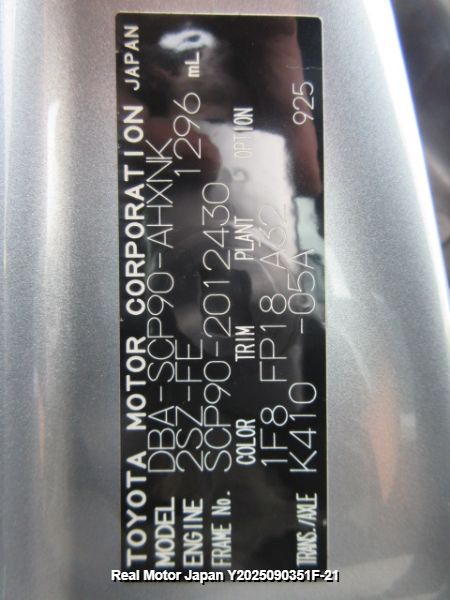 TOYOTA MOTOR CORPORATION JAPAN
MODEL DBA-SCP90-AHXNK
ENGINE 2SZ-FE 1296 mL
FRAME No. SCP90-2012430
COLOR TRIM PLANT OPTION
1F8 FP18 A62 925
TRANS./AXLE K410 -05A
Real Motor Japan Y2025090351F-21